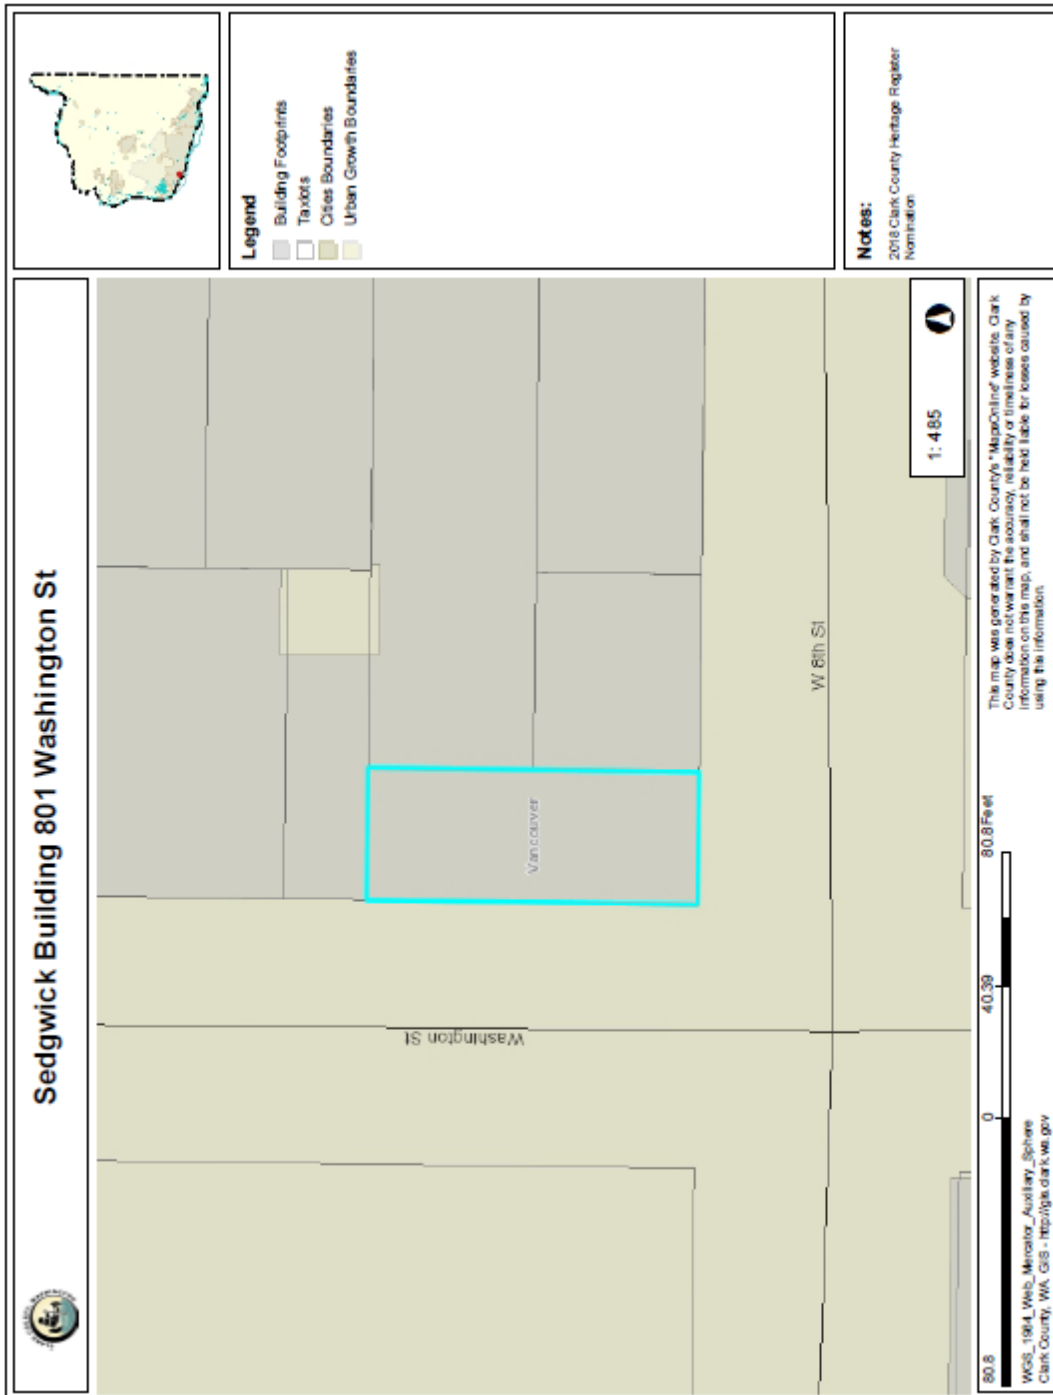 Sedgwick Building 801 Washington St
Legend
Building Footprints
Taxlots
Cities Boundaries
Urban Growth Boundaries
Washington St
Vancouver
W 8th St
1: 485
Notes:
2018 Clark County Heritage Register
Nomination
80.8
0
40.39
80.8 Feet
WGS_1984_Web_Mercator_Auxiliary_Sphere
Clark County, WA. GIS - http://gis.clark.wa.gov
This map was generated by Clark County's "MapsOnline" website. Clark
County does not warrant the accuracy, reliability or timeliness of any
information on this map, and shall not be held liable for losses caused by
using this information.